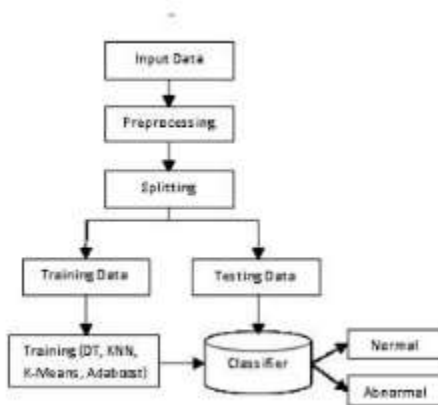 Input Data
Preprocessing
Splitting
Training Data
Testing Data
Training (DT, KNN,
K-Means, Adaboost)
Classifier
Normal
Abnormal